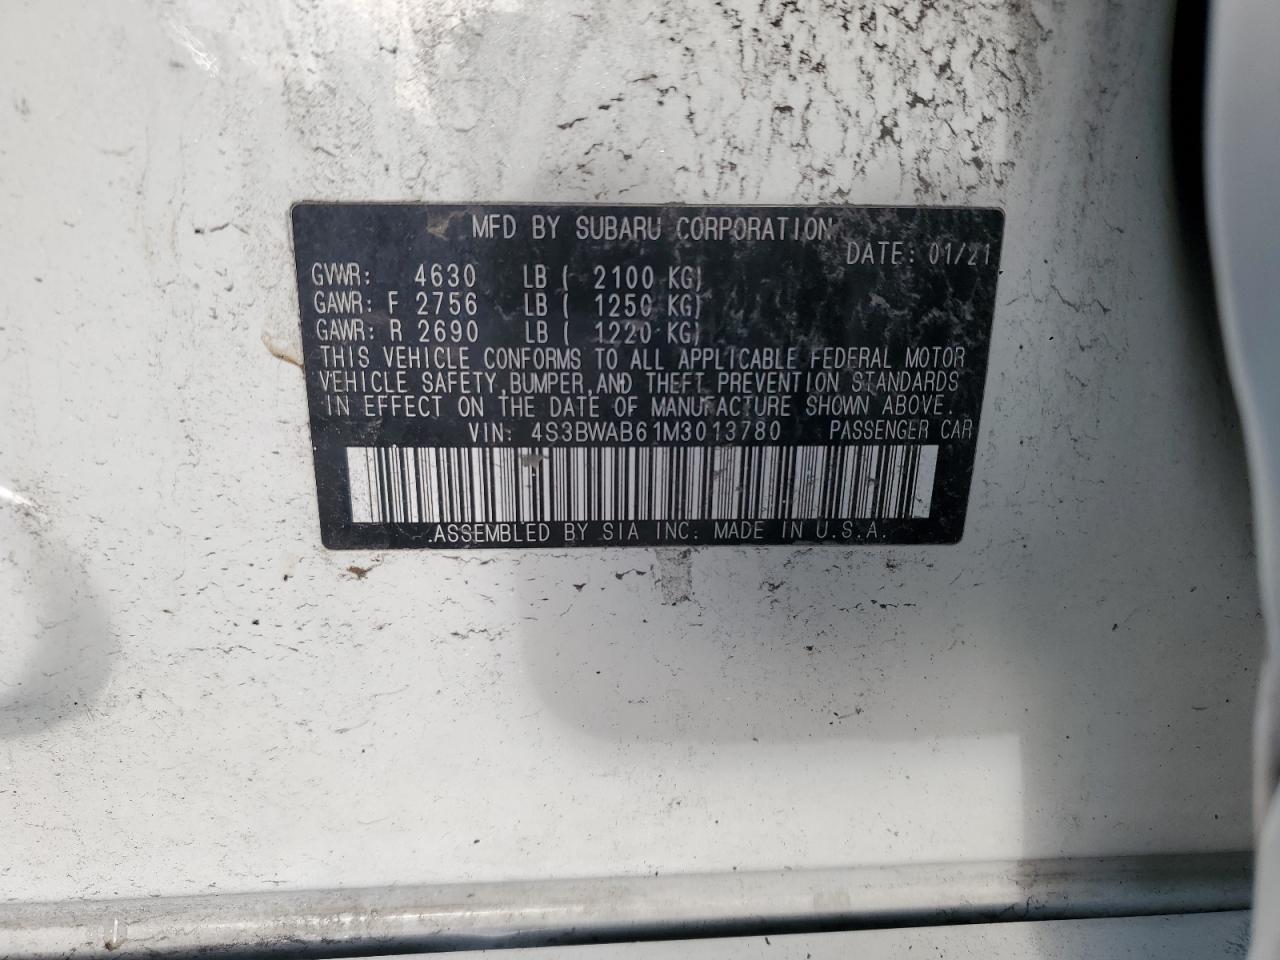 MFD BY SUBARU CORPORATION
DATE: 01/21
GVWR: 4630 LB ( 2100 KG)
GAWR: F 2756 LB ( 1250 KG)
GAWR: R 2690 LB ( 1220 KG)
THIS VEHICLE CONFORMS TO ALL APPLICABLE FEDERAL MOTOR
VEHICLE SAFETY, BUMPER, AND THEFT PREVENTION STANDARDS
IN EFFECT ON THE DATE OF MANUFACTURE SHOWN ABOVE.
VIN: 4S3BWAB61M3013780 PASSENGER CAR
ASSEMBLED BY SIA INC: MADE IN U.S.A.